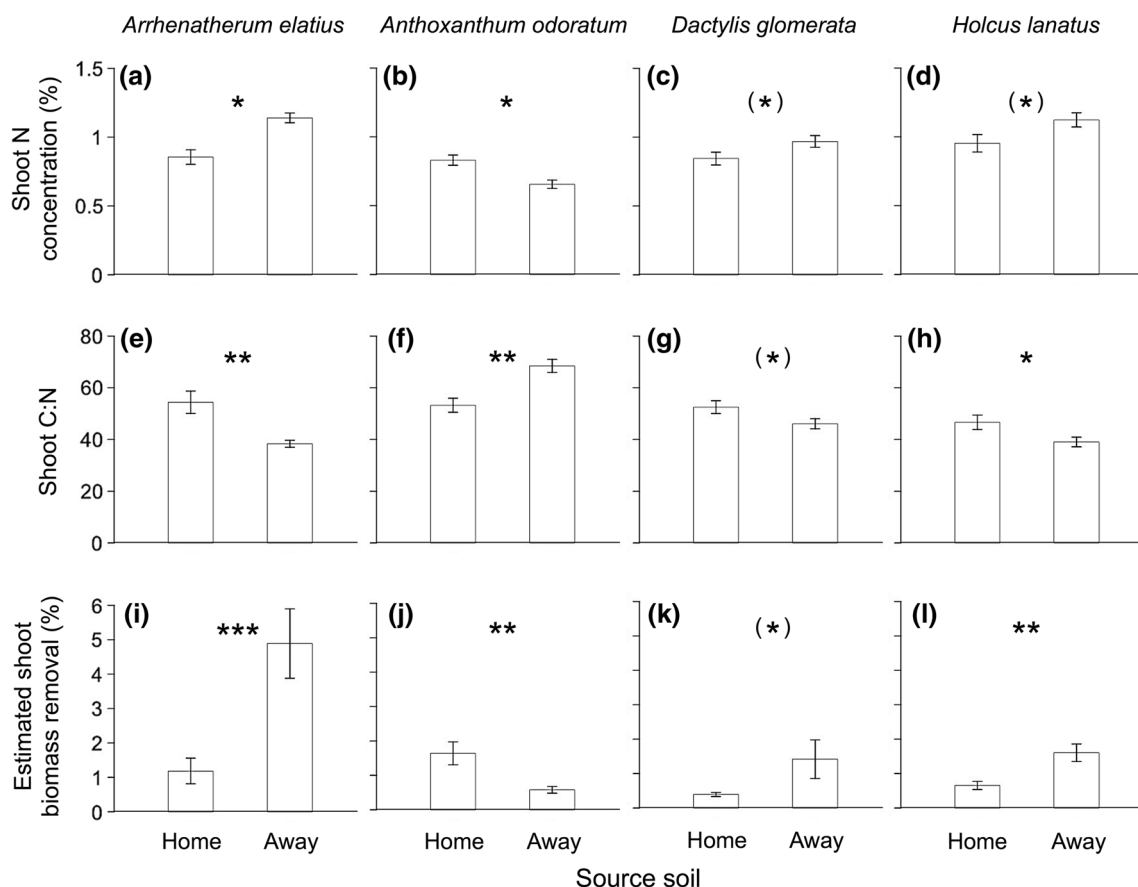 Arrhenatherum elatius Anthoxanthum odoratum Dactylis glomerata Holcus lanatus
Shoot N
concentration (%)
1.5
1
0.5
0
(a)
*
(b)
*
(c)
(*)
(d)
(*)
Shoot C:N
80
60
40
20
0
(e)
**
(f)
**
(g)
(*)
(h)
*
Estimated shoot
biomass removal (%)
6
5
4
3
2
1
0
(i)
***
(j)
**
(k)
(*)
(l)
**
Home Away Home Away Home Away Home Away
Source soil